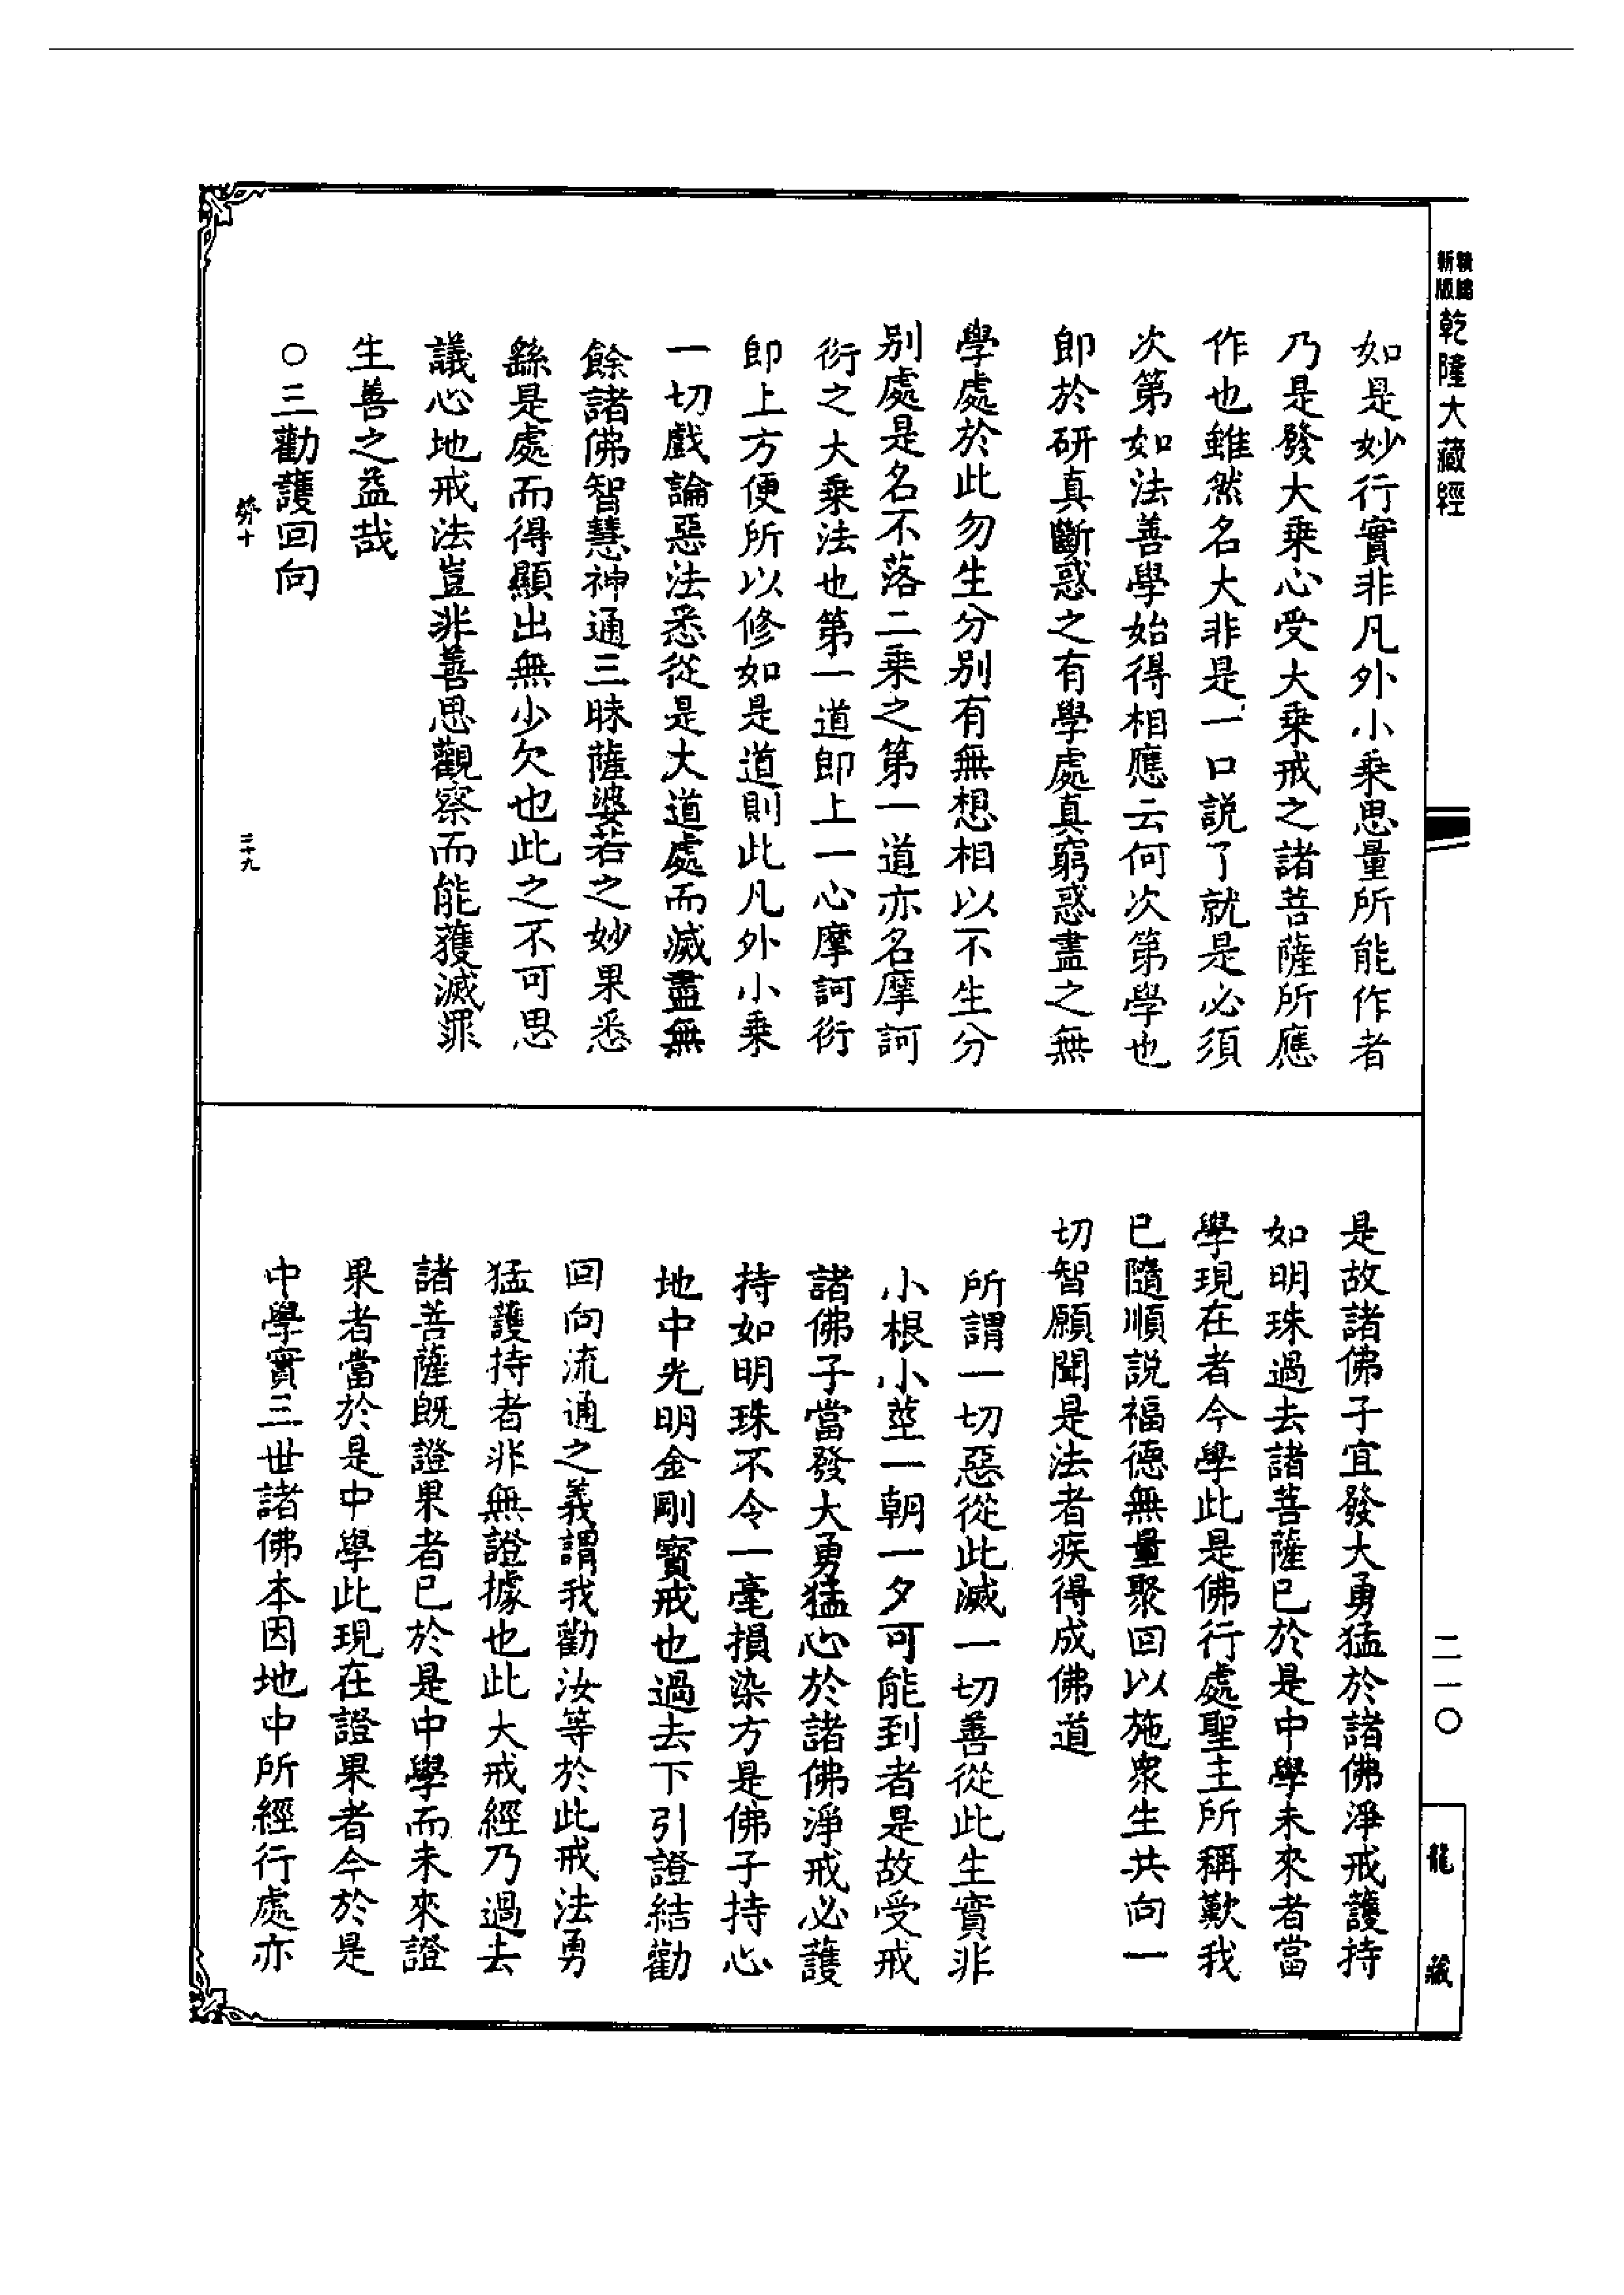 乾隆大藏經
如是妙行實非凡外小乘思量所能作者
乃是發大乘心受大乘戒之諸菩薩所應
作也雖然名大非是一口説了就是必須
次第如法善學始得相應云何次第學也
即於研真斷惑之有學處真窮惑盡之無
學處於此勿生分別有無想相以不生分
別處是名不落二乘之第一道亦名摩訶
衍之大乘法也第一道即上一心摩訶衍
即上方便所以修如是道則此凡外小乘
一切戲論惡法悉從是大道處而滅盡無
餘諸佛智慧神通三昧薩婆若之妙果悉
繇是處而得顯出無少欠也此之不可思
議心地戒法豈非善思觀察而能獲滅罪
生善之益哉
○三勸護回向
勞十
三十九
是故諸佛子宜發大勇猛於諸佛淨戒護持
如明珠過去諸菩薩已於是中學未來者當
學現在者今學此是佛行處聖主所稱歎我
已隨順説福德無量聚回以施衆生共向一
切智願聞是法者疾得成佛道
所謂一切惡從此滅一切善從此生實非
小根小莖一朝一夕可能到者是故受戒
諸佛子當發大勇猛心於諸佛淨戒必護
持如明珠不令一毫損染方是佛子持心
地中光明金剛寳戒也過去下引證結勸
回向流通之義謂我勸汝等於此戒法勇
猛護持者非無證據也此大戒經乃過去
諸菩薩旣證果者已於是中學而未來證
果者當於是中學此現在證果者今於是
中學實三世諸佛本因地中所經行處亦
二一〇
龍藏